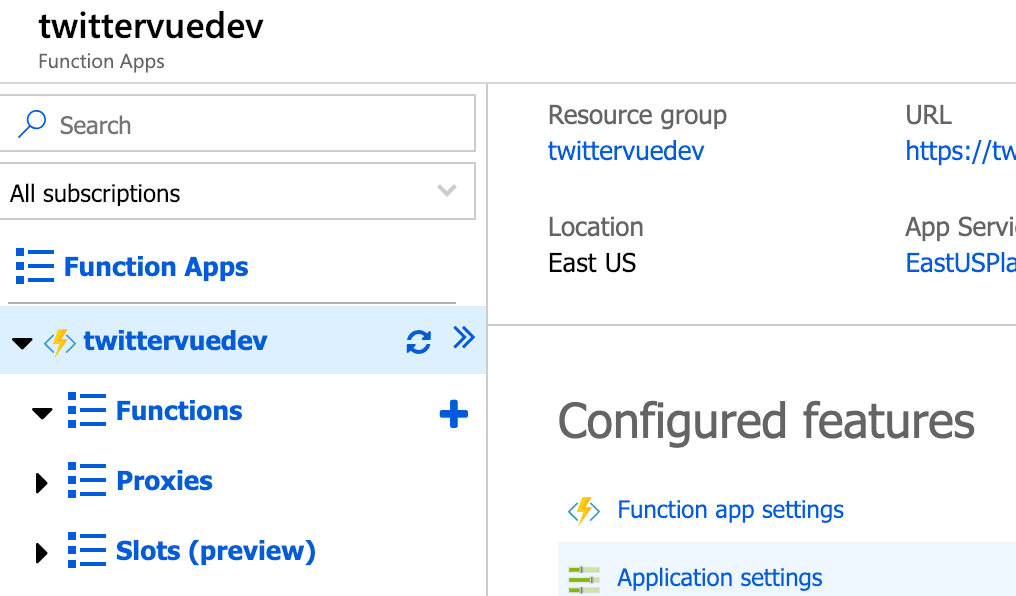 twittervuedev
Function Apps
Search
All subscriptions
Function Apps
twittervuedev
Functions
Proxies
Slots (preview)
Resource group
twittervuedev
URL
https://tw
Location
East US
App Servi
EastUSPla
Configured features
Function app settings
Application settings